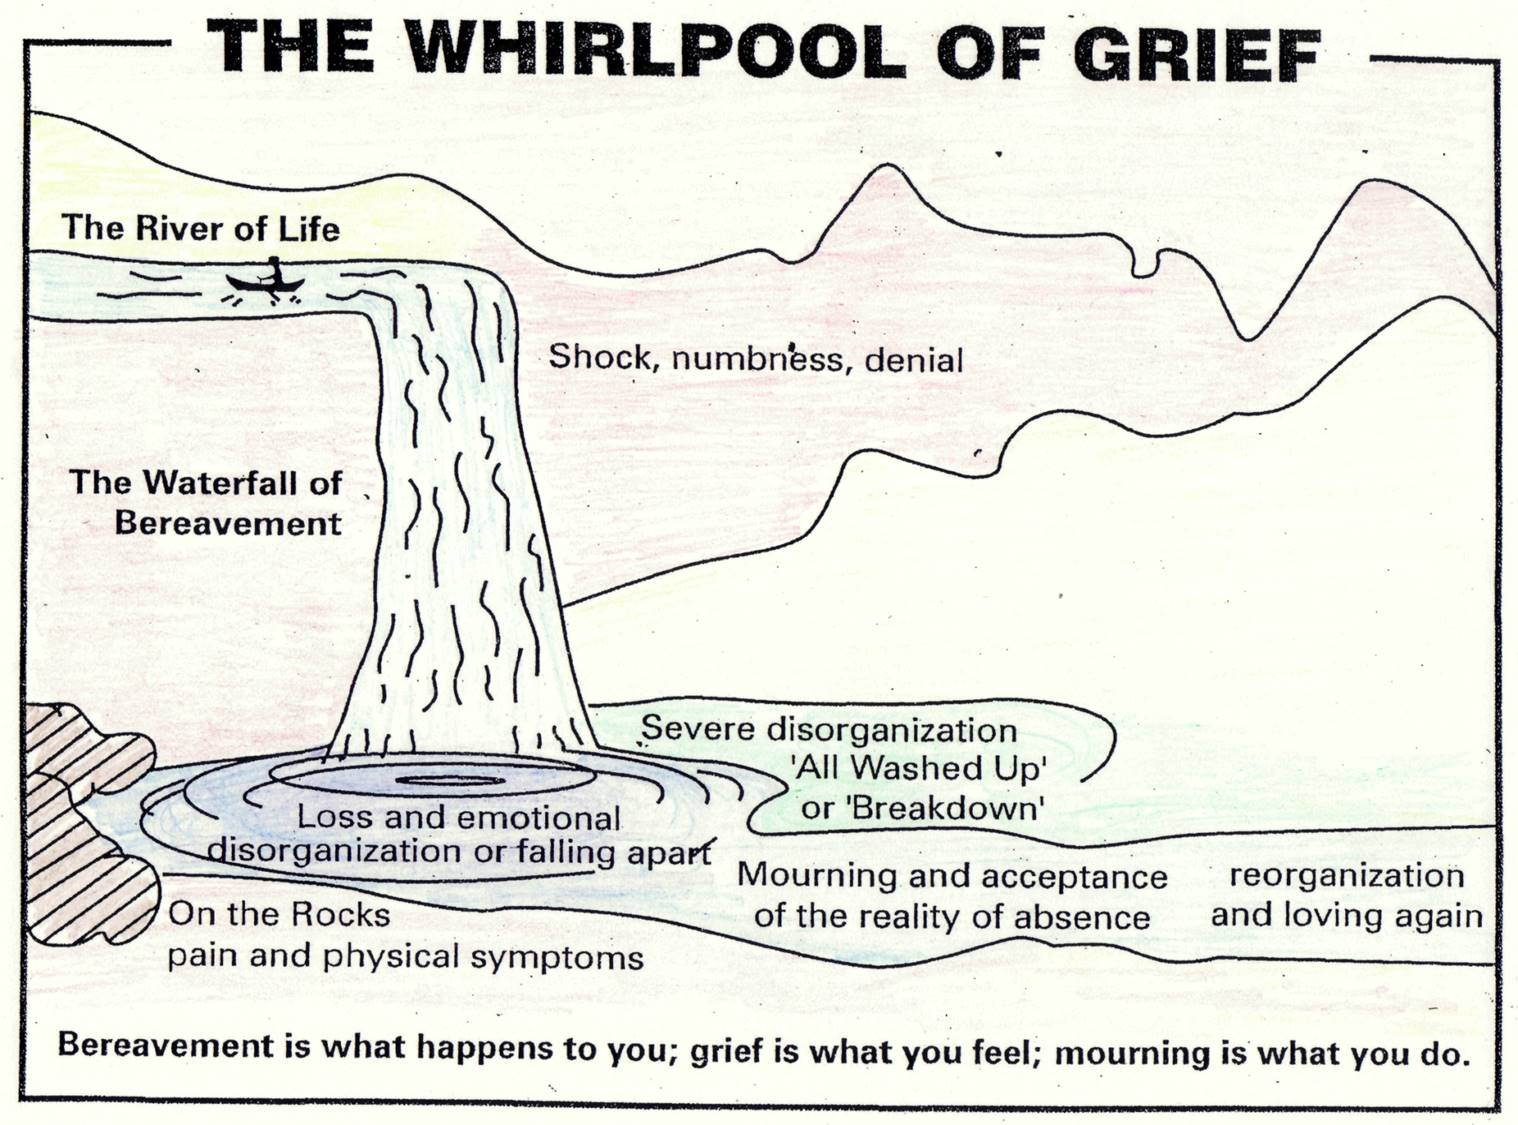 THE WHIRLPOOL OF GRIEF
The River of Life
Shock, numbness, denial
The Waterfall of
Bereavement
Severe disorganization
'All Washed Up'
or 'Breakdown'
Loss and emotional
disorganization or falling apart
Mourning and acceptance
of the reality of absence
reorganization
and loving again
On the Rocks
pain and physical symptoms
Bereavement is what happens to you; grief is what you feel; mourning is what you do.